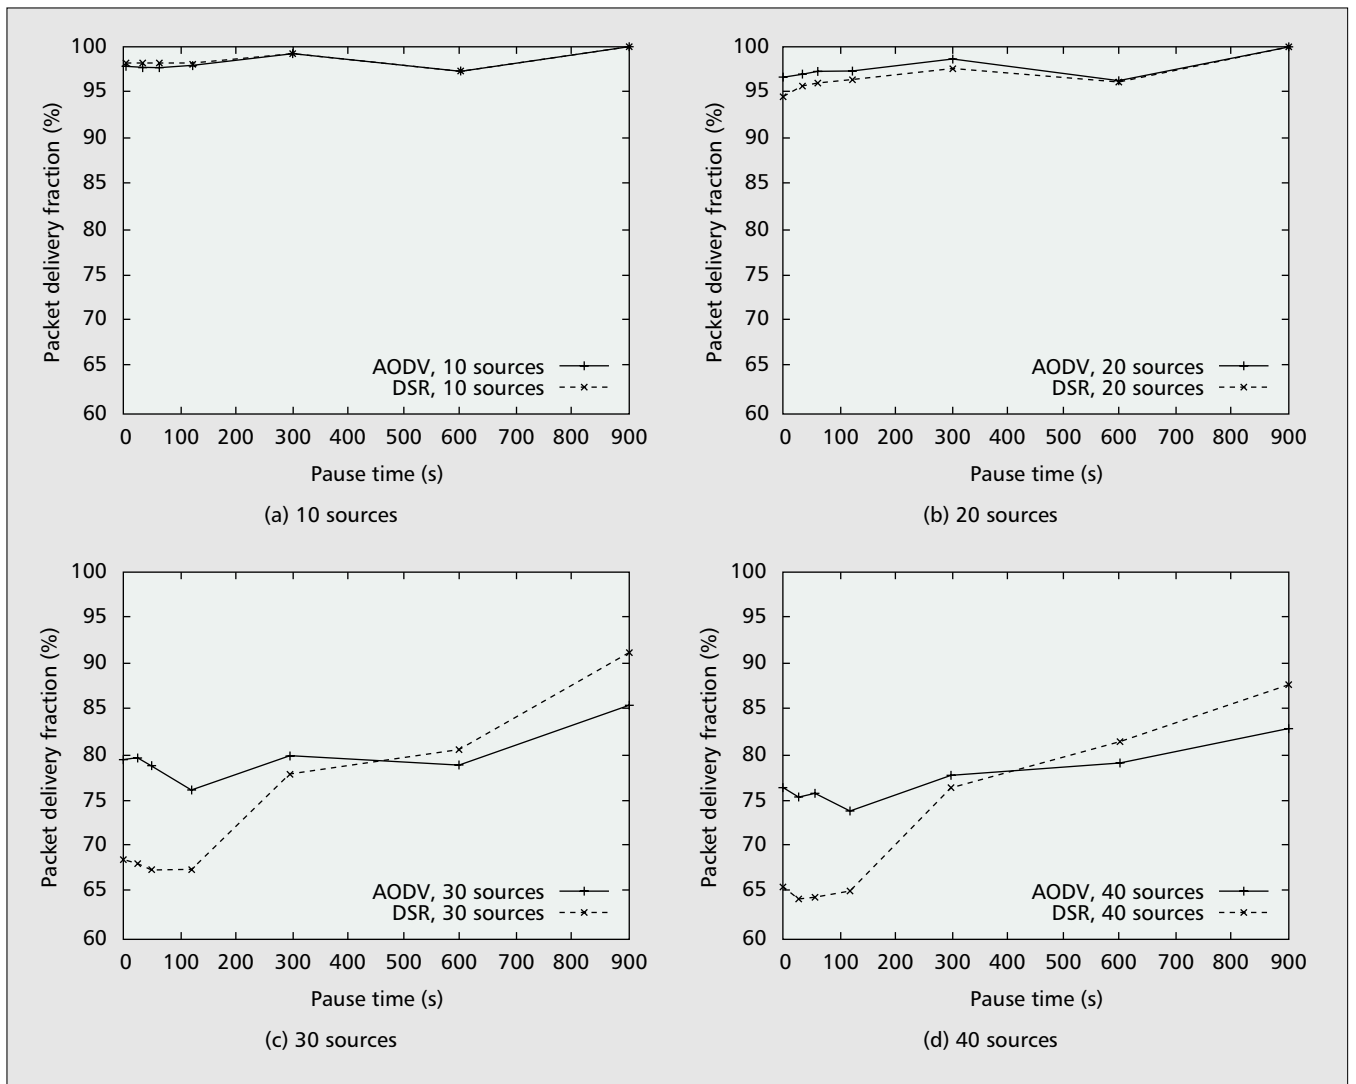 100
95
90
85
80
75
70
65
60
Packet delivery fraction (%)
AODV, 10 sources
DSR, 10 sources
0 100 200 300 400 500 600 700 800 900
Pause time (s)
(a) 10 sources
100
95
90
85
80
75
70
65
60
Packet delivery fraction (%)
AODV, 20 sources
DSR, 20 sources
0 100 200 300 400 500 600 700 800 900
Pause time (s)
(b) 20 sources
100
95
90
85
80
75
70
65
60
Packet delivery fraction (%)
AODV, 30 sources
DSR, 30 sources
0 100 200 300 400 500 600 700 800 900
Pause time (s)
(c) 30 sources
100
95
90
85
80
75
70
65
60
Packet delivery fraction (%)
AODV, 40 sources
DSR, 40 sources
0 100 200 300 400 500 600 700 800 900
Pause time (s)
(d) 40 sources